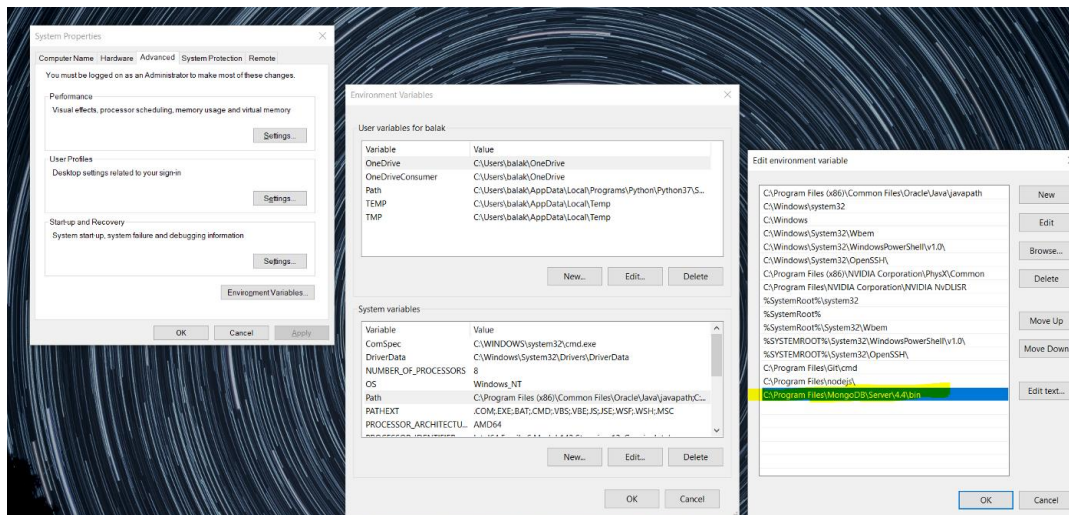 System Properties
Computer Name Hardware Advanced System Protection Remote
You must be logged on as an Administrator to make most of these changes.
Performance
Visual effects, processor scheduling, memory usage and virtual memory
Settings...
User Profiles
Desktop settings related to your sign-in
Settings...
Start-up and Recovery
System start-up, system failure and debugging information
Settings...
Environment Variables...
OK Cancel Apply
Environment Variables
User variables for balak
Variable Value
OneDrive C:\Users\balak\OneDrive
OneDriveConsumer C:\Users\balak\OneDrive
Path C:\Users\balak\AppData\Local\Programs\Python\Python37\S...
TEMP C:\Users\balak\AppData\Local\Temp
TMP C:\Users\balak\AppData\Local\Temp
New... Edit... Delete
System variables
Variable Value
ComSpec C:\WINDOWS\system32\cmd.exe
DriverData C:\Windows\System32\Drivers\DriverData
NUMBER_OF_PROCESSORS 8
OS Windows_NT
Path C:\Program Files (x86)\Common Files\Oracle\Java\javapath;C...
PATHEXT .COM;.EXE;.BAT;.CMD;.VBS;.VBE;.JS;.JSE;.WSF;.WSH;.MSC
PROCESSOR_ARCHITECTU... AMD64
New... Edit... Delete
OK Cancel
Edit environment variable
C:\Program Files (x86)\Common Files\Oracle\Java\javapath
C:\Windows\system32
C:\Windows
C:\Windows\System32\Wbem
C:\Windows\System32\WindowsPowerShell\v1.0\
C:\Windows\System32\OpenSSH\
C:\Program Files (x86)\NVIDIA Corporation\PhysX\Common
C:\Program Files\NVIDIA Corporation\NVIDIA NvDLISR
%SystemRoot%\system32
%SystemRoot%
%SystemRoot%\System32\Wbem
%SYSTEMROOT%\System32\WindowsPowerShell\v1.0\
%SYSTEMROOT%\System32\OpenSSH\
C:\Program Files\Git\cmd
C:\Program Files\nodejs\
C:\Program Files\MongoDB\Server\4.4\bin
New
Edit
Browse...
Delete
Move Up
Move Down
Edit text...
OK Cancel